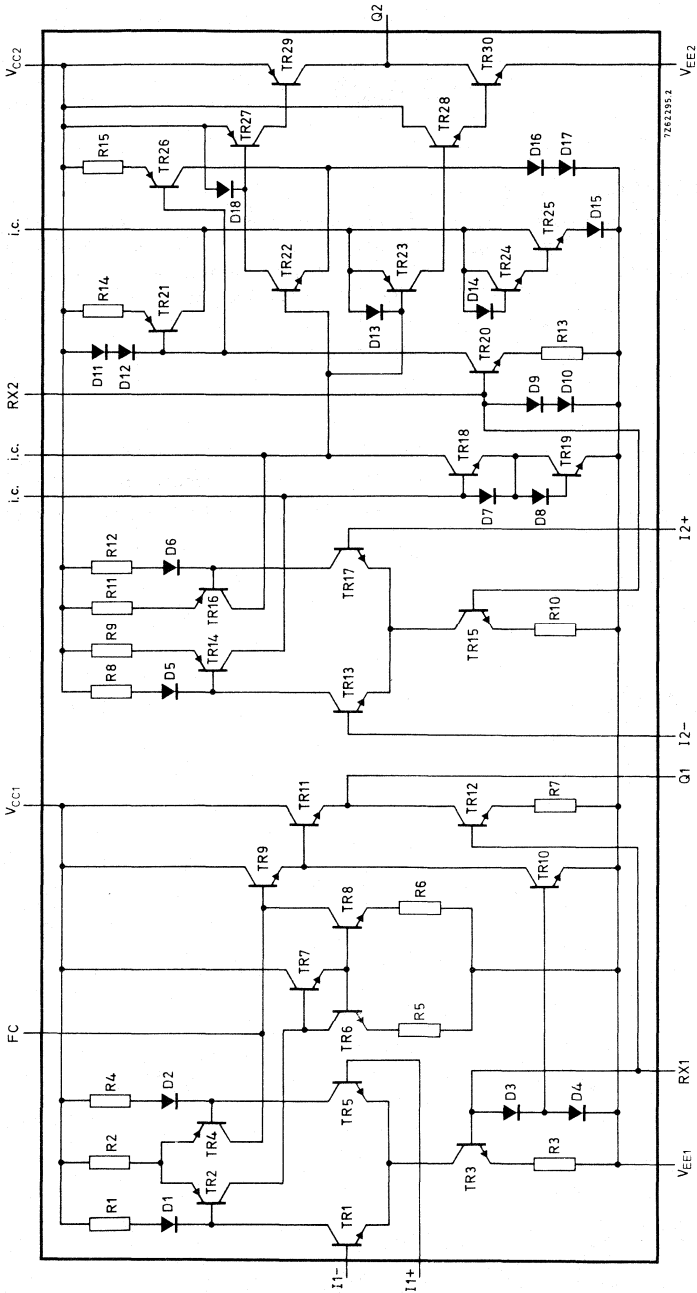 VCC1
FC
i.c.
i.c.
RX2
i.c.
VCC2
R1
R2
R4
R8
R9
R11
R12
R14
R15
D1
D2
D5
D6
D11
D12
TR2
TR4
TR9
TR14
TR16
TR21
TR26
D18
TR27
TR29
TR7
TR11
TR22
Q2
I1-
I1+
TR1
TR5
TR6
TR8
TR13
TR17
D13
TR23
TR28
TR30
R5
R6
TR3
D3
D4
TR10
TR12
TR15
TR18
D7
D8
TR19
TR20
D9
D10
D14
TR24
TR25
D15
D16
D17
R3
R7
R10
R13
VEE1
RX1
Q1
I2-
I2+
VEE2
7Z62295.2